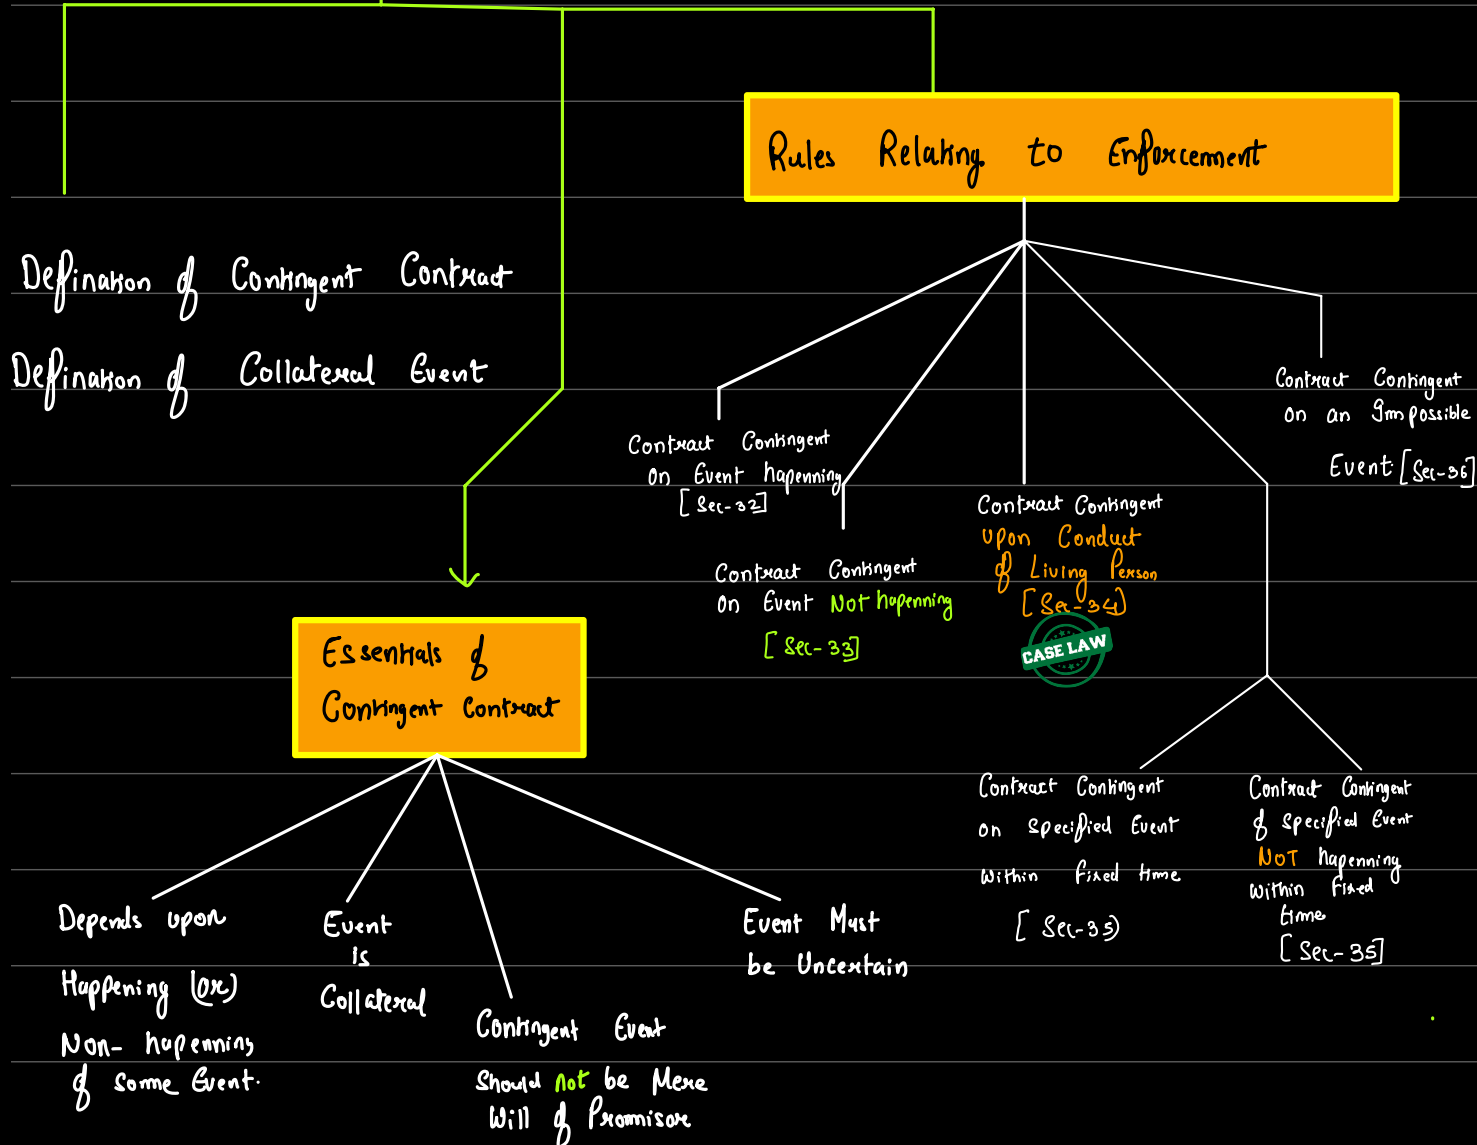 Rules Relating to Enforcement
Defination of Contingent Contract
Defination of Collateral Event
Contract Contingent
on Event hapenning
[Sec-32]
Contract Contingent
on Event Not hapenning
[Sec-33]
Contract Contingent
upon Conduct
of Living Person
[Sec-34]
CASE LAW
Contract Contingent
on Specified Event
within fixed time
[Sec-35]
Contract Contingent
of Specified Event
NOT hapenning
within fixed
time
[Sec-35]
Contract Contingent
on an Impossible
Event [Sec-36]
Essentials of
Contingent Contract
Depends upon
Happening (or)
Non-hapenning
of some Event.
Event
is
Collateral
Contingent Event
Should not be Mere
Will of Promisor
Event Must
be Uncertain